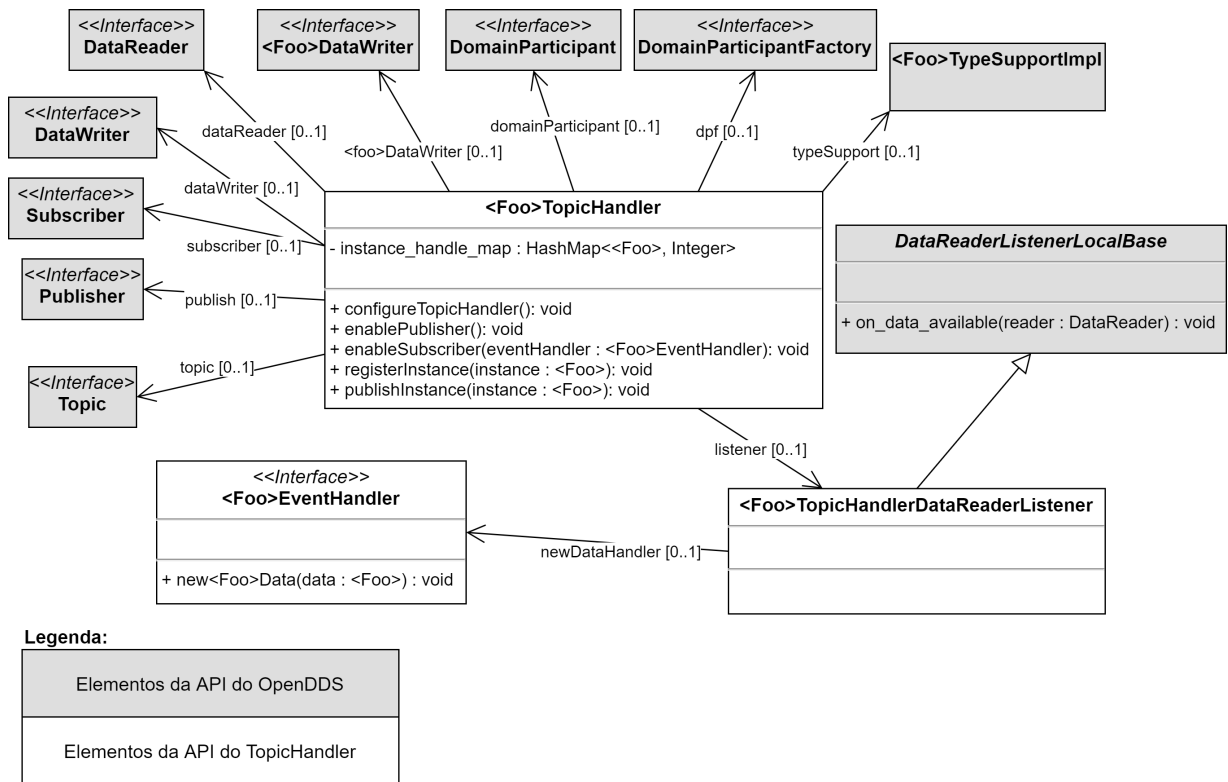 <<Interface>>
DataReader
<<Interface>>
<Foo>DataWriter
<<Interface>>
DomainParticipant
<<Interface>>
DomainParticipantFactory
<Foo>TypeSupportImpl
<<Interface>>
DataWriter
dataReader [0..1]
<foo>DataWriter [0..1]
domainParticipant [0..1]
dpf [0..1]
typeSupport [0..1]
<<Interface>>
Subscriber
dataWriter [0..1]
subscriber [0..1]
<<Interface>>
Publisher
publish [0..1]
<<Interface>
Topic
topic [0..1]
<Foo>TopicHandler
- instance_handle_map : HashMap<<Foo>, Integer>
+ configureTopicHandler(): void
+ enablePublisher(): void
+ enableSubscriber(eventHandler : <Foo>EventHandler): void
+ registerInstance(instance : <Foo>): void
+ publishInstance(instance : <Foo>): void
DataReaderListenerLocalBase
+ on_data_available(reader : DataReader) : void
listener [0..1]
<<Interface>>
<Foo>EventHandler
+ new<Foo>Data(data : <Foo>) : void
newDataHandler [0..1]
<Foo>TopicHandlerDataReaderListener
Legenda:
Elementos da API do OpenDDS
Elementos da API do TopicHandler